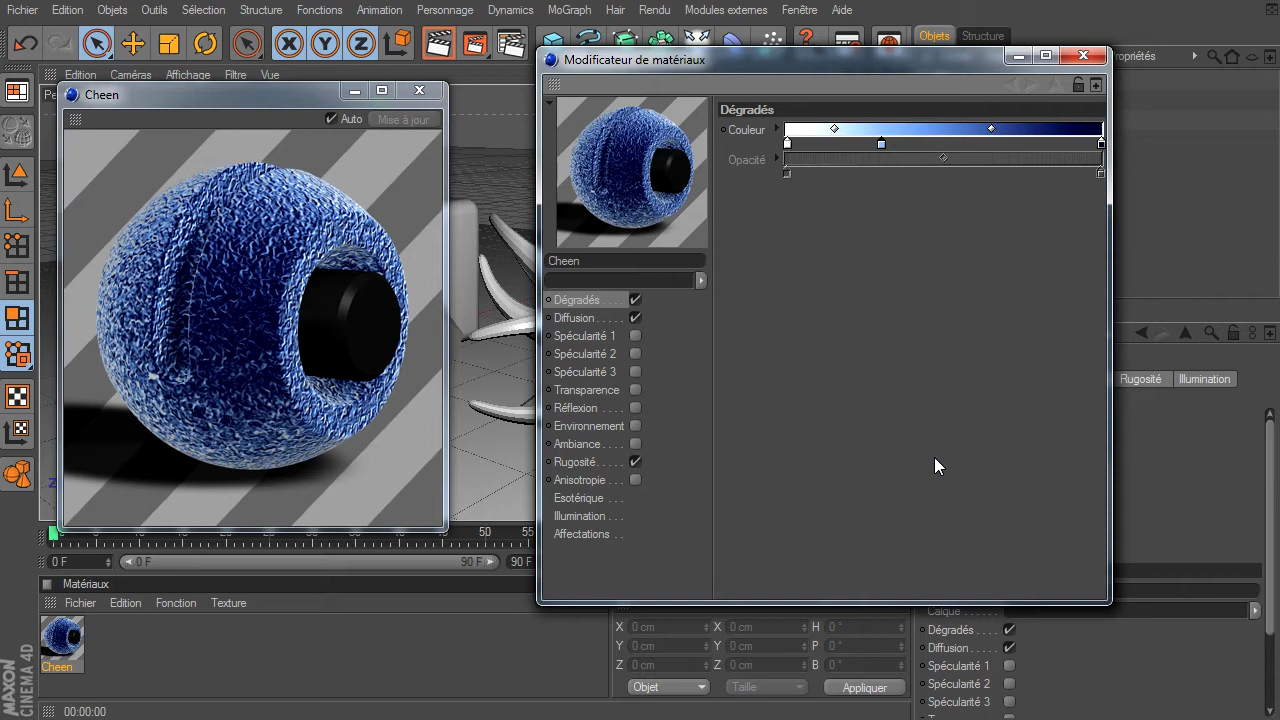 Fichier Edition Objets Outils Sélection Structure Fonctions Animation Personnage Dynamics MoGraph Hair Rendu Modules externes Fenêtre Aide
X Y Z
Objets Structure
Edition Caméras Affichage Filtre Vue
Modificateur de matériaux
opriétés
Cheen
Auto Mise à jour
Dégradés
Couleur
Opacité
Cheen
Dégradés
Diffusion
Spécularité 1
Spécularité 2
Spécularité 3
Transparence
Réflexion
Environnement
Ambiance
Rugosité
Anisotropie
Esotérique
Illumination
Affectations
Rugosité Illumination
50 55
0 F 0 F 90 F 90 F
Matériaux
Fichier Edition Fonction Texture
Cheen
X 0 cm X 0 cm H 0 °
Y 0 cm Y 0 cm P 0 °
Z 0 cm Z 0 cm B 0 °
Objet Taille Appliquer
Calque
Dégradés
Diffusion
Spécularité 1
Spécularité 2
Spécularité 3
MAXON
CINEMA 4D
00:00:00